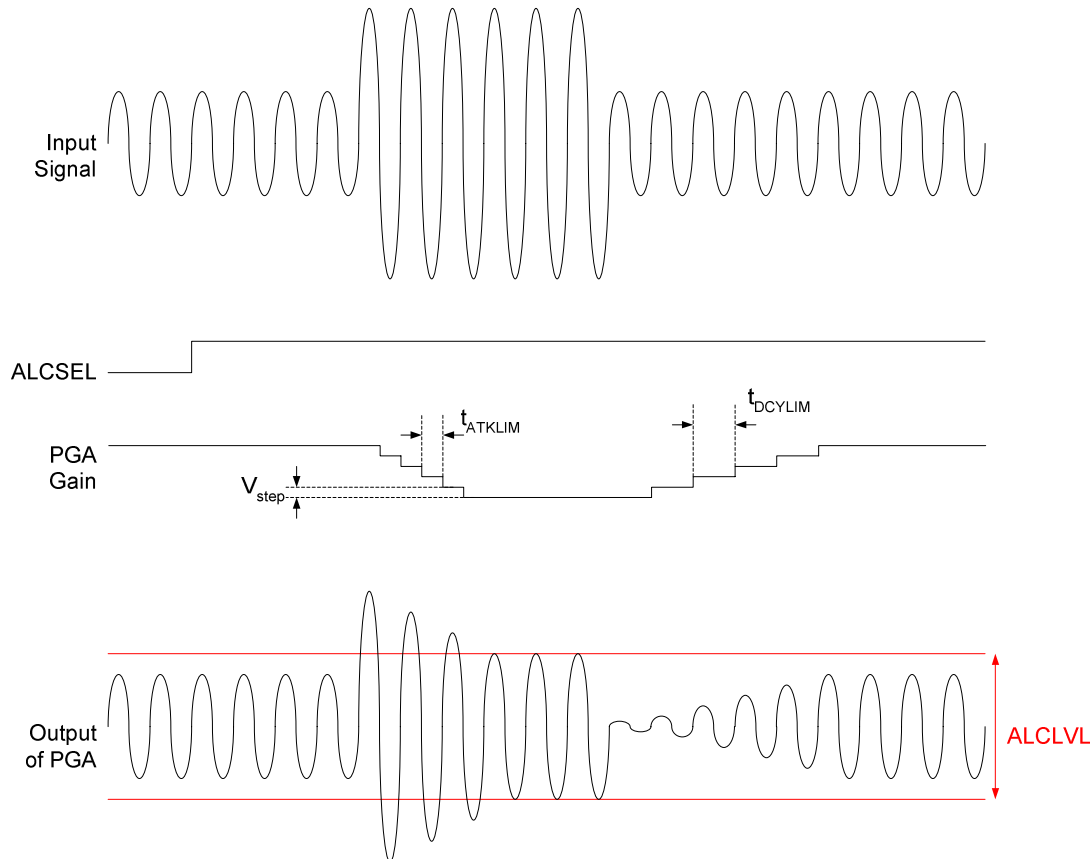 Input
Signal
ALCSEL
tATKLIM
tDCYLIM
PGA
Gain
Vstep
Output
of PGA
ALCLVL